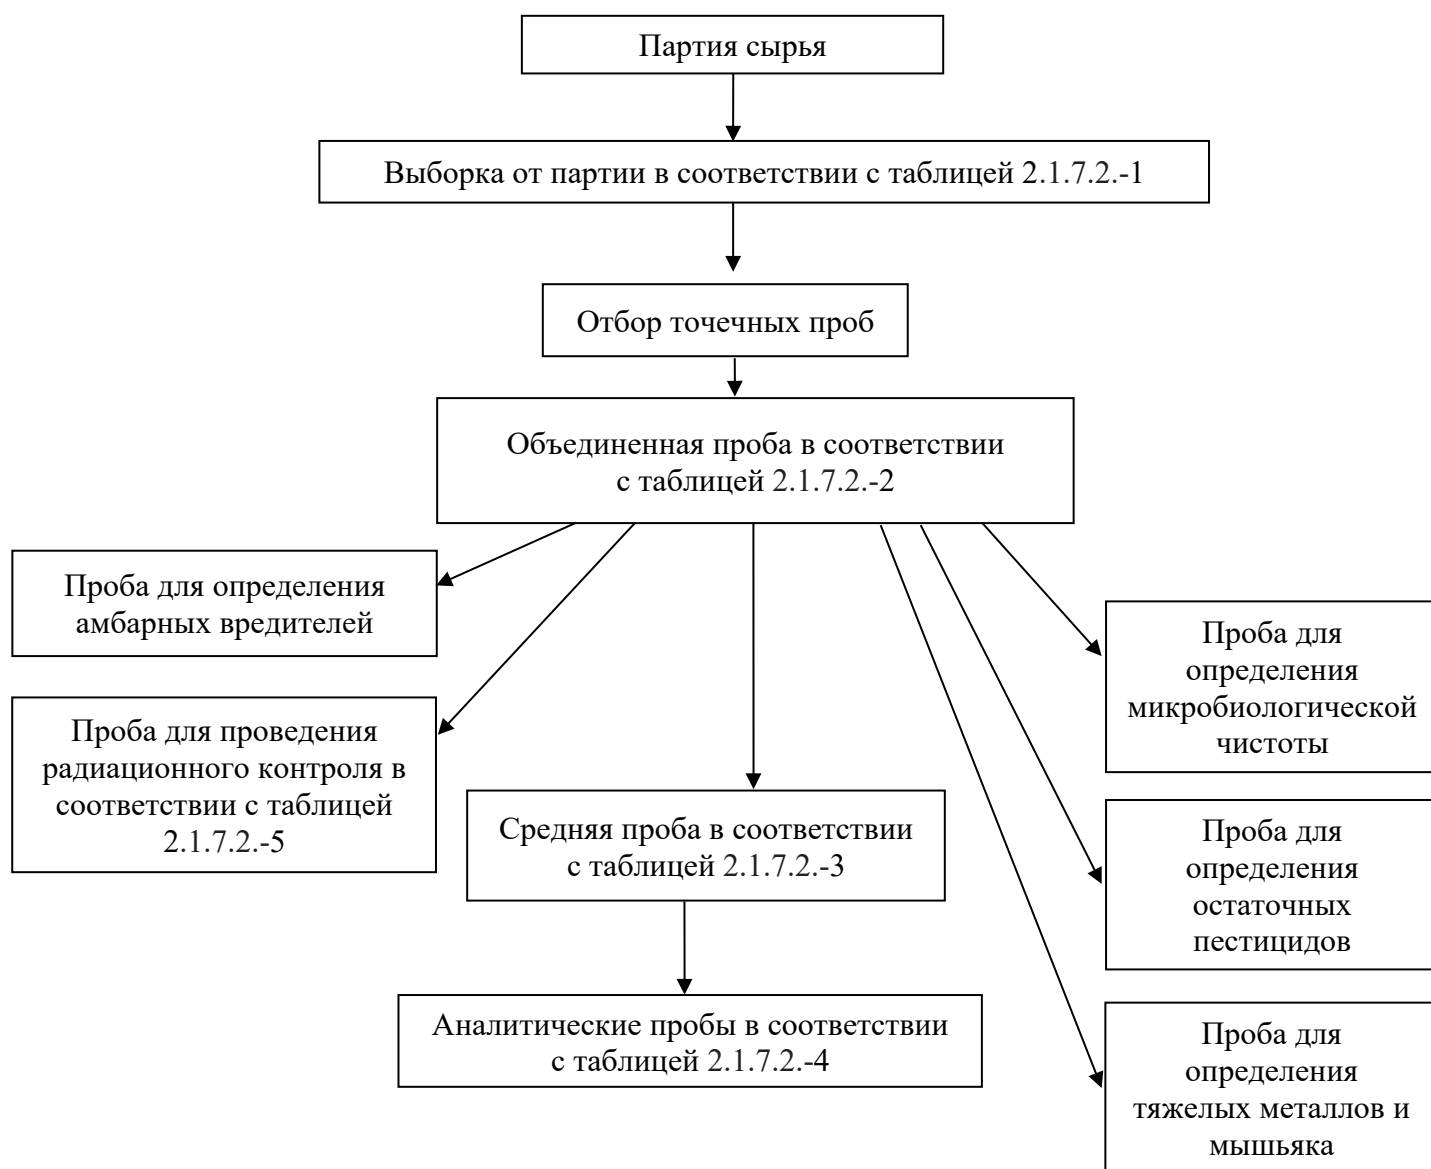 Партия сырья
Выборка от партии в соответствии с таблицей 2.1.7.2.-1
Отбор точечных проб
Объединенная проба в соответствии
с таблицей 2.1.7.2.-2
Проба для определения
амбарных вредителей
Проба для проведения
радиационного контроля в
соответствии с таблицей
2.1.7.2.-5
Средняя проба в соответствии
с таблицей 2.1.7.2.-3
Аналитические пробы в соответствии
с таблицей 2.1.7.2.-4
Проба для
определения
микробиологической
чистоты
Проба для
определения
остаточных
пестицидов
Проба для
определения
тяжелых металлов и
мышьяка